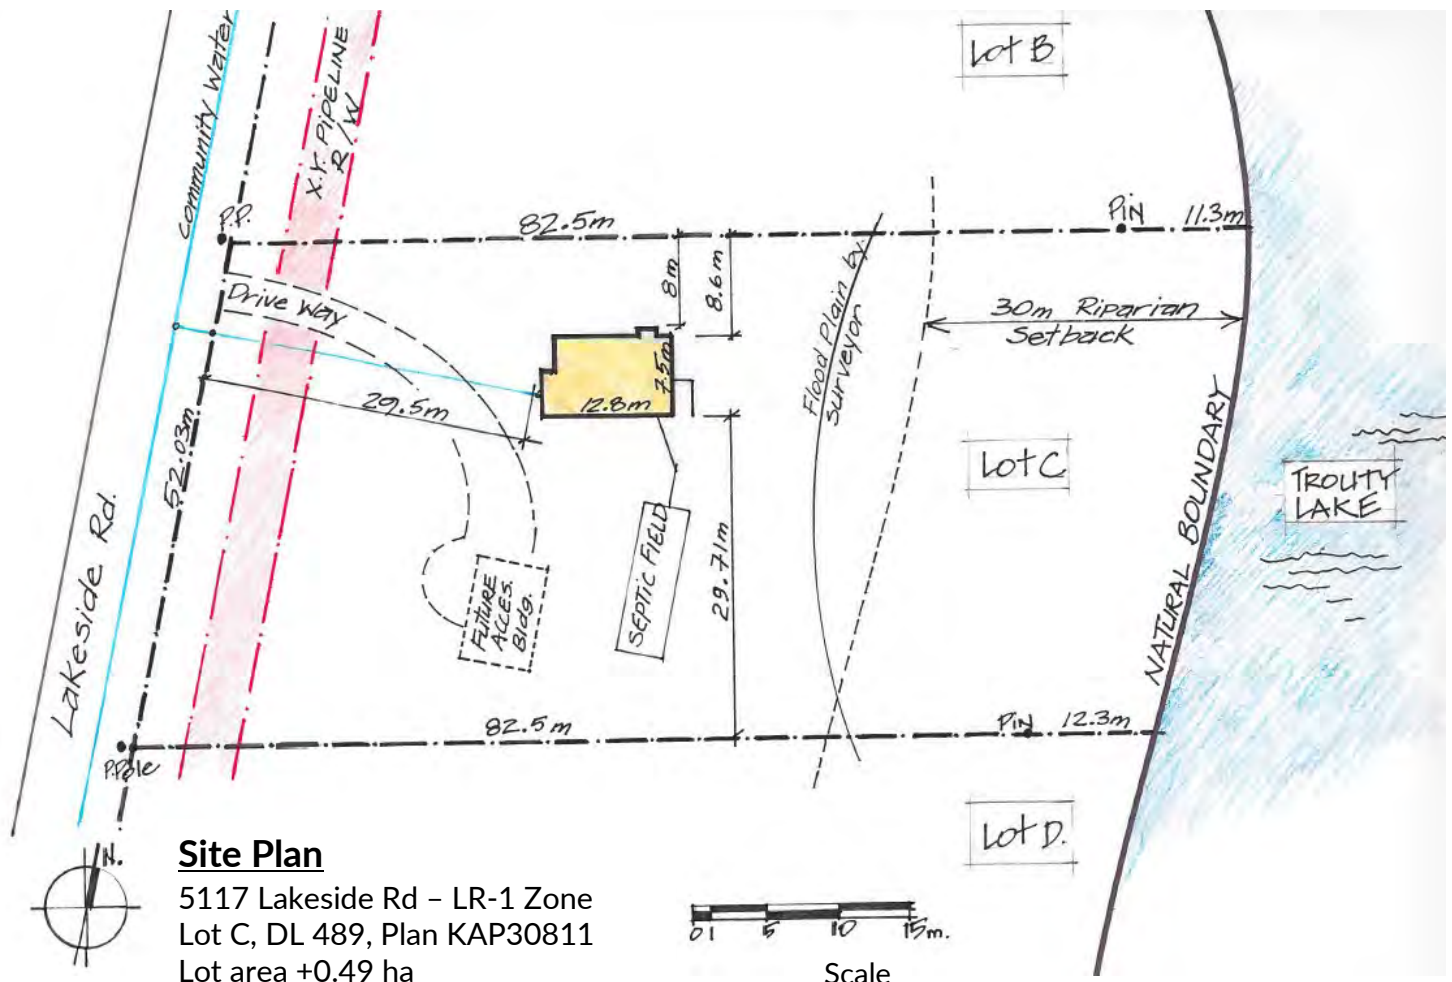 Lot B
Community Water
X.Y. PIPELINE
R/W
P.P.
82.5m
PIN
11.3m
Drive Way
8m
8.6m
Flood Plain by
Surveyor
30m Riparian
Setback
29.5m
7.5m
12.8m
52.03m
Lot C
NATURAL BOUNDARY
TROUTY
LAKE
Lakeside Rd.
FUTURE
ACCES.
Bldg.
SEPTIC FIELD
29.71m
82.5m
PIN
12.3m
P.Pole
Lot D.
N.
Site Plan
5117 Lakeside Rd – LR-1 Zone
Lot C, DL 489, Plan KAP30811
Lot area +0.49 ha
0 1 5 10 15m.
Scale